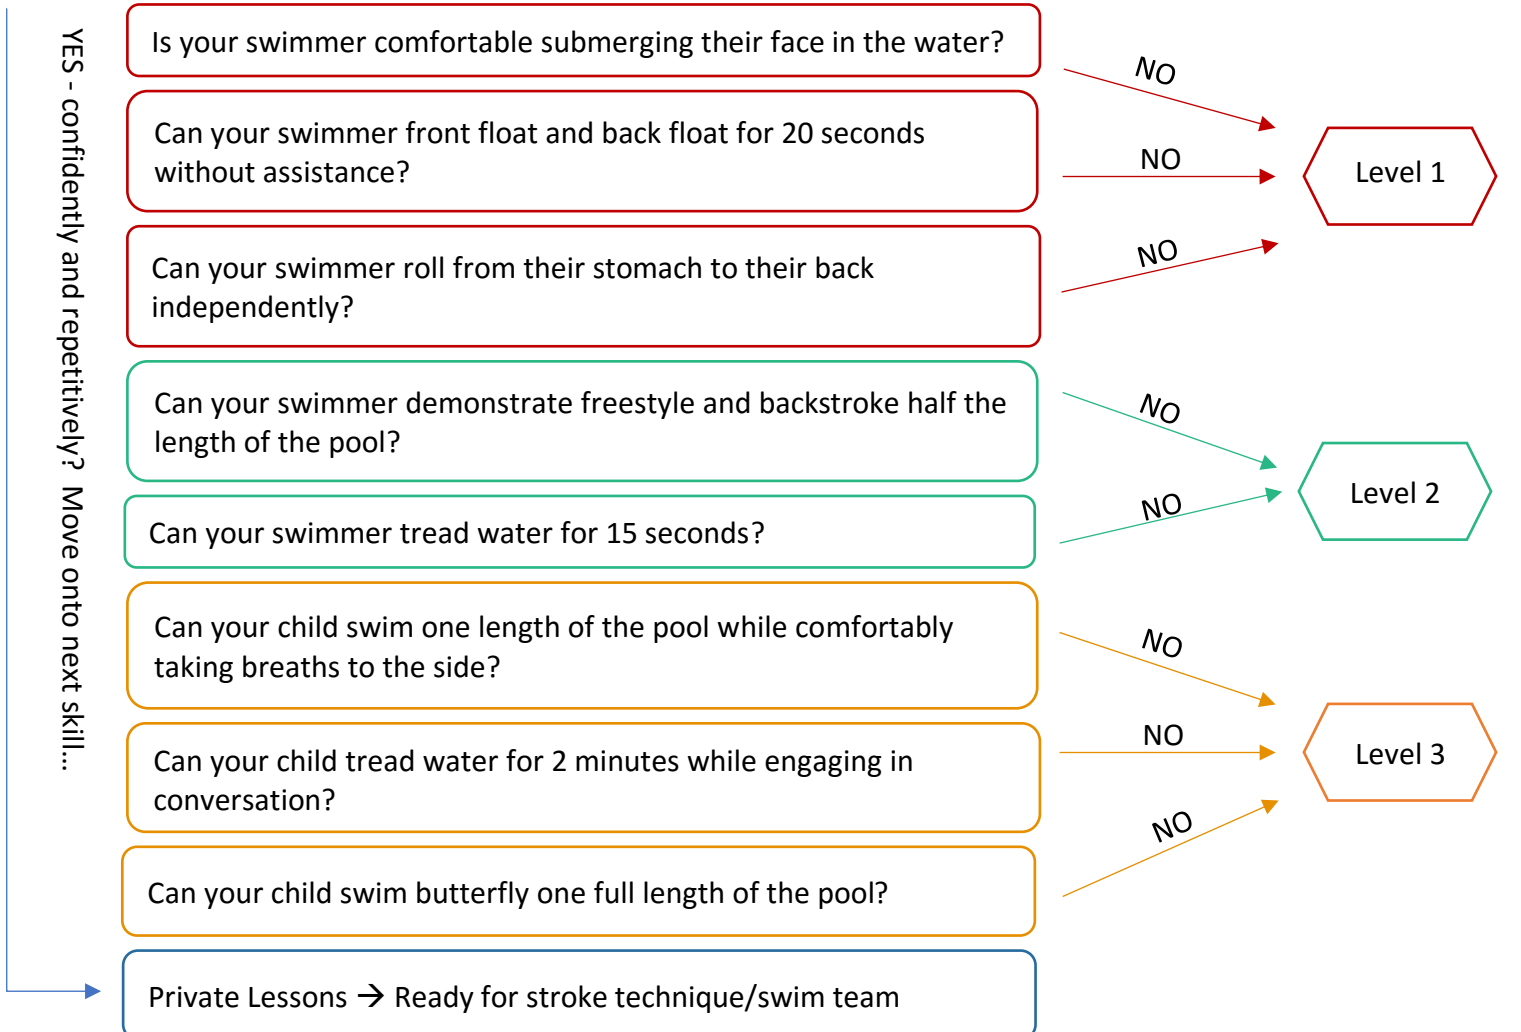 YES - confidently and repetitively? Move onto next skill...
Is your swimmer comfortable submerging their face in the water?
NO
Can your swimmer front float and back float for 20 seconds
without assistance?
NO
Level 1
Can your swimmer roll from their stomach to their back
independently?
NO
Can your swimmer demonstrate freestyle and backstroke half the
length of the pool?
NO
Level 2
Can your swimmer tread water for 15 seconds?
NO
Can your child swim one length of the pool while comfortably
taking breaths to the side?
NO
Can your child tread water for 2 minutes while engaging in
conversation?
NO
Level 3
Can your child swim butterfly one full length of the pool?
NO
Private Lessons → Ready for stroke technique/swim team